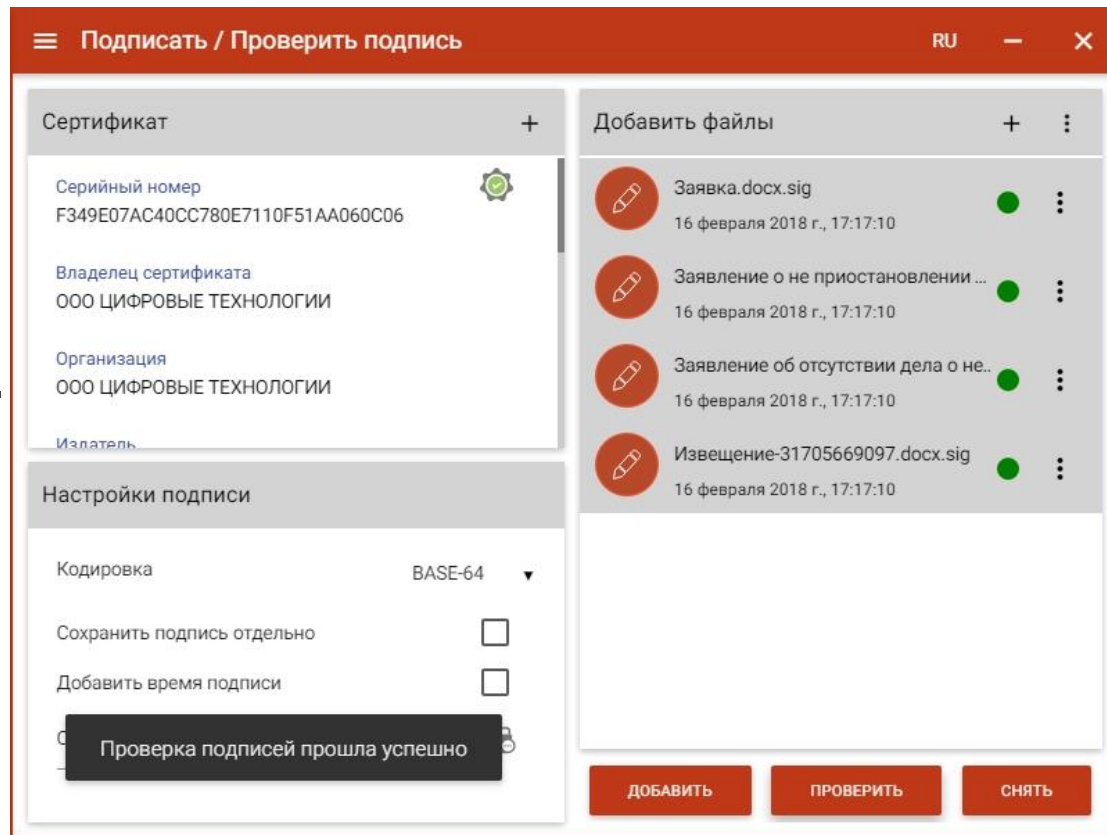 Подписать / Проверить подпись
RU
Сертификат
Серийный номер
F349E07AC40CC780E7110F51AA060C06
Владелец сертификата
ООО ЦИФРОВЫЕ ТЕХНОЛОГИИ
Организация
ООО ЦИФРОВЫЕ ТЕХНОЛОГИИ
Издатель
Настройки подписи
Кодировка
BASE-64
Сохранить подпись отдельно
Добавить время подписи
Проверка подписей прошла успешно
Добавить файлы
Заявка.docx.sig
16 февраля 2018 г., 17:17:10
Заявление о не приостановлении ...
16 февраля 2018 г., 17:17:10
Заявление об отсутствии дела о не..
16 февраля 2018 г., 17:17:10
Извещение-31705669097.docx.sig
16 февраля 2018 г., 17:17:10
ДОБАВИТЬ
ПРОВЕРИТЬ
СНЯТЬ